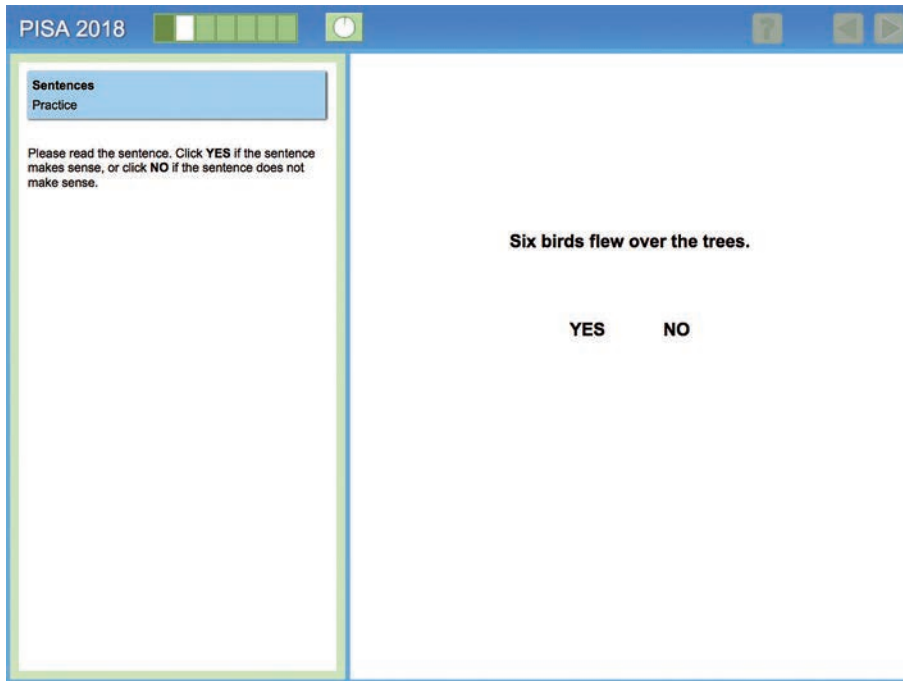 PISA 2018
?
Sentences
Practice
Please read the sentence. Click YES if the sentence
makes sense, or click NO if the sentence does not
make sense.
Six birds flew over the trees.
YES NO